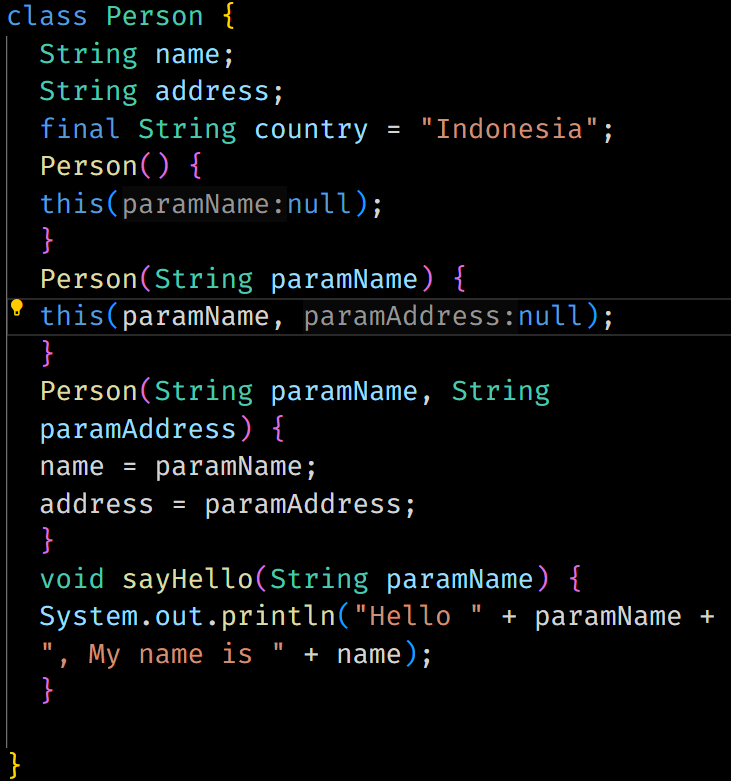 class Person {
String name;
String address;
final String country = "Indonesia";
Person() {
this(paramName:null);
}
Person(String paramName) {
this(paramName, paramAddress:null);
}
Person(String paramName, String
paramAddress) {
name = paramName;
address = paramAddress;
}
void sayHello(String paramName) {
System.out.println("Hello " + paramName +
", My name is " + name);
}
}